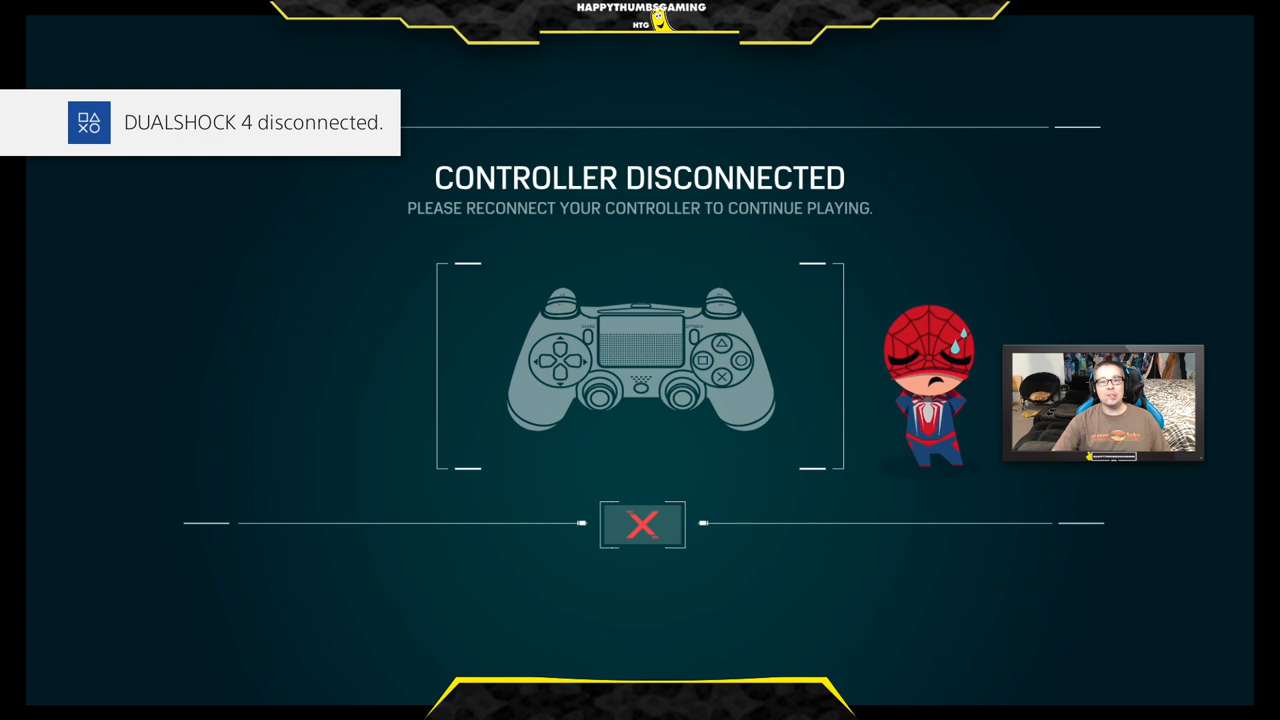 HAPPYTHUMBSGAMING
HTG
DUALSHOCK 4 disconnected.
CONTROLLER DISCONNECTED
PLEASE RECONNECT YOUR CONTROLLER TO CONTINUE PLAYING.